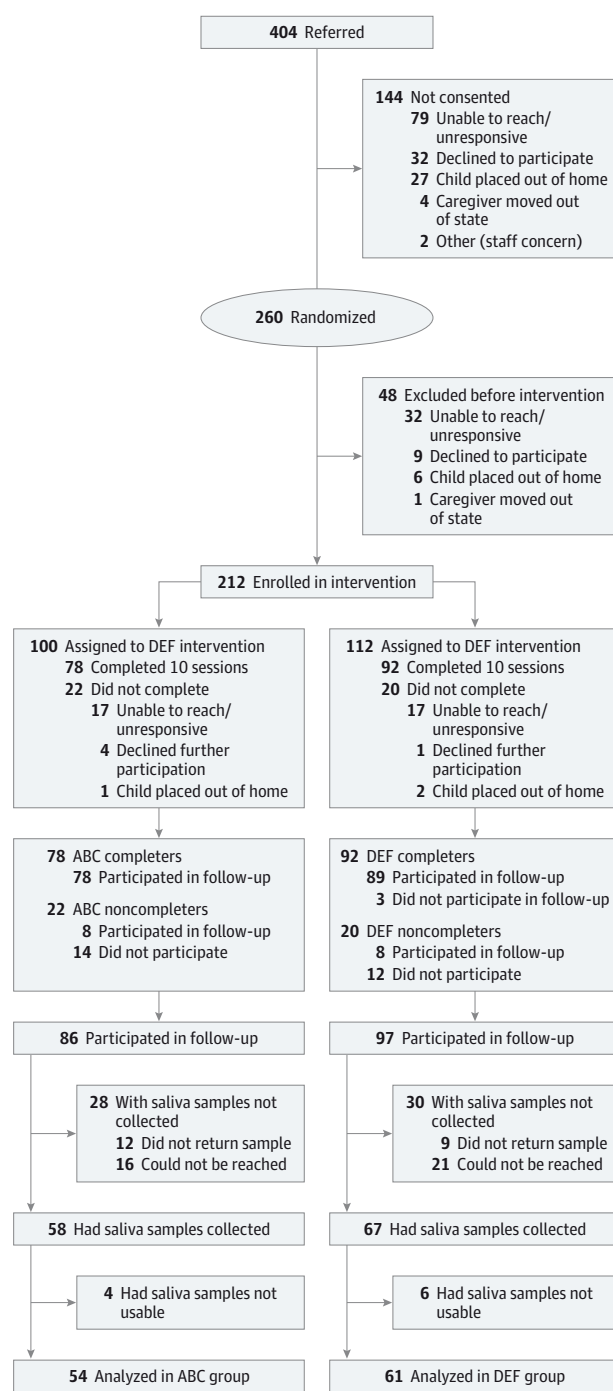 404 Referred
144 Not consented
79 Unable to reach/
unresponsive
32 Declined to participate
27 Child placed out of home
4 Caregiver moved out
of state
2 Other (staff concern)
260 Randomized
48 Excluded before intervention
32 Unable to reach/
unresponsive
9 Declined to participate
6 Child placed out of home
1 Caregiver moved out
of state
212 Enrolled in intervention
100 Assigned to DEF intervention
78 Completed 10 sessions
22 Did not complete
17 Unable to reach/
unresponsive
4 Declined further
participation
1 Child placed out of home
112 Assigned to DEF intervention
92 Completed 10 sessions
20 Did not complete
17 Unable to reach/
unresponsive
1 Declined further
participation
2 Child placed out of home
78 ABC completers
78 Participated in follow-up
22 ABC noncompleters
8 Participated in follow-up
14 Did not participate
92 DEF completers
89 Participated in follow-up
3 Did not participate in follow-up
20 DEF noncompleters
8 Participated in follow-up
12 Did not participate
86 Participated in follow-up
97 Participated in follow-up
28 With saliva samples not
collected
12 Did not return sample
16 Could not be reached
30 With saliva samples not
collected
9 Did not return sample
21 Could not be reached
58 Had saliva samples collected
67 Had saliva samples collected
4 Had saliva samples not
usable
6 Had saliva samples not
usable
54 Analyzed in ABC group
61 Analyzed in DEF group